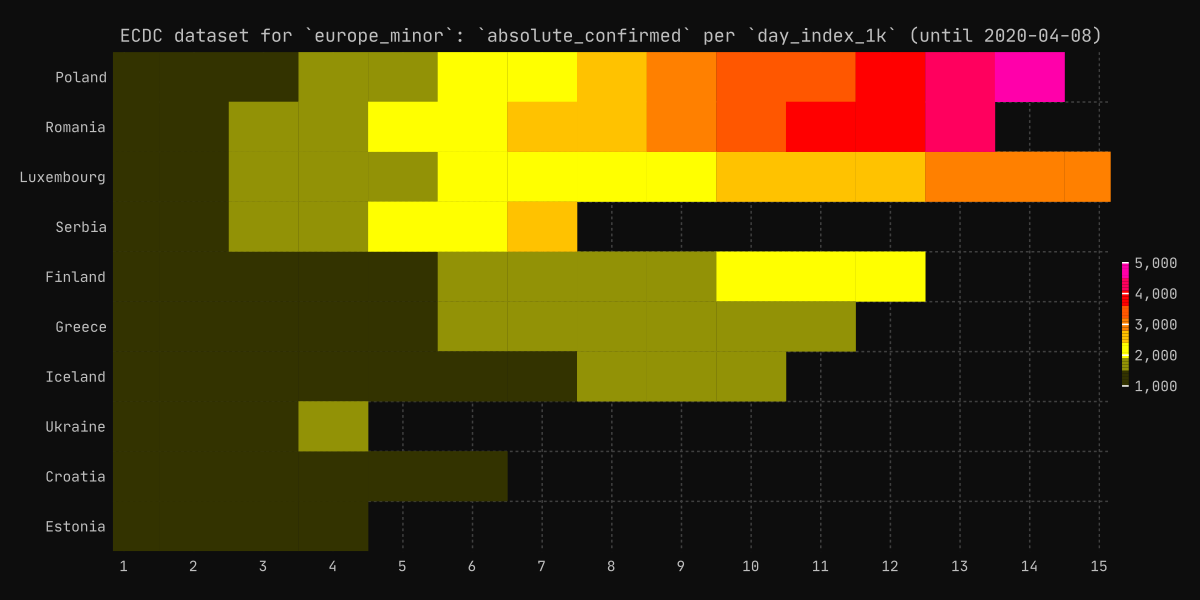 ECDC dataset for `europe_minor`: `absolute_confirmed` per `day_index_1k` (until 2020-04-08)
Poland
Romania
Luxembourg
Serbia
Finland
Greece
Iceland
Ukraine
Croatia
Estonia
5,000
4,000
3,000
2,000
1,000
1 2 3 4 5 6 7 8 9 10 11 12 13 14 15